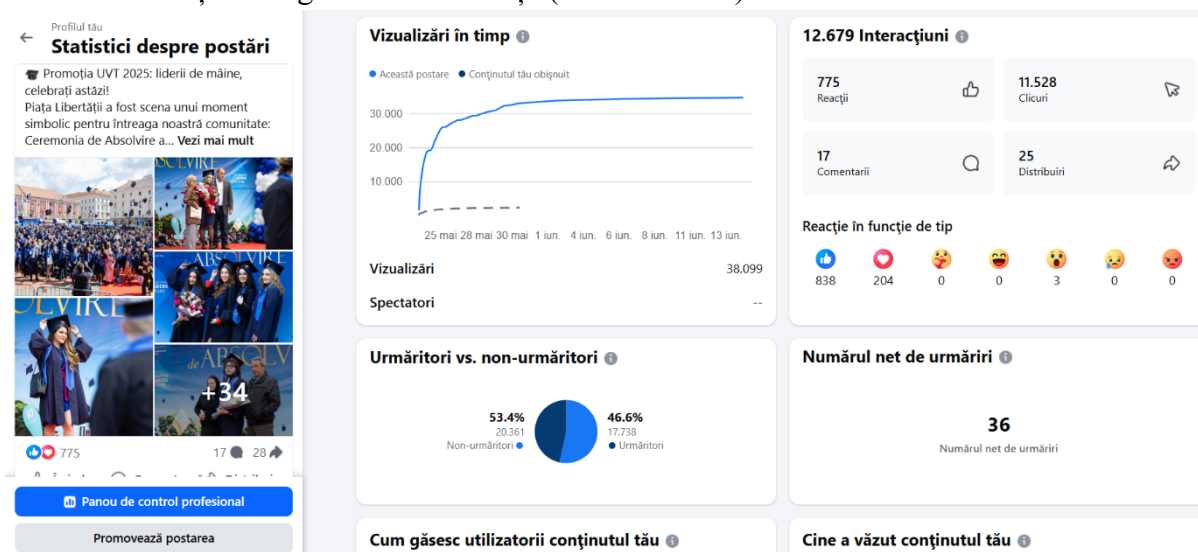 Profilul tău
Statistici despre postări
Promoția UVT 2025: liderii de mâine,
celebrați astăzi!
Piața Libertății a fost scena unui moment
simbolic pentru întreaga noastră comunitate:
Ceremonia de Absolvire a... Vezi mai mult
ABSOLVIRE
de ABSOLV
+34
775
17
28
Panou de control profesional
Promovează postarea
Vizualizări în timp
Această postare
Conținutul tău obișnuit
30.000
20.000
10.000
25 mai 28 mai 30 mai 1 iun. 4 iun. 6 iun. 8 iun. 11 iun. 13 iun.
Vizualizări 38.099
Spectatori --
12.679 Interacțiuni
775
Reacții
11.528
Clicuri
17
Comentarii
25
Distribuiri
Reacție în funcție de tip
838 204 0 0 3 0 0
Urmăritori vs. non-urmăritori
53.4%
20.361
Non-urmăritori
46.6%
17.738
Urmăritori
Numărul net de urmăriri
36
Numărul net de urmăriri
Cum găsesc utilizatorii conținutul tău
Cine a văzut conținutul tău